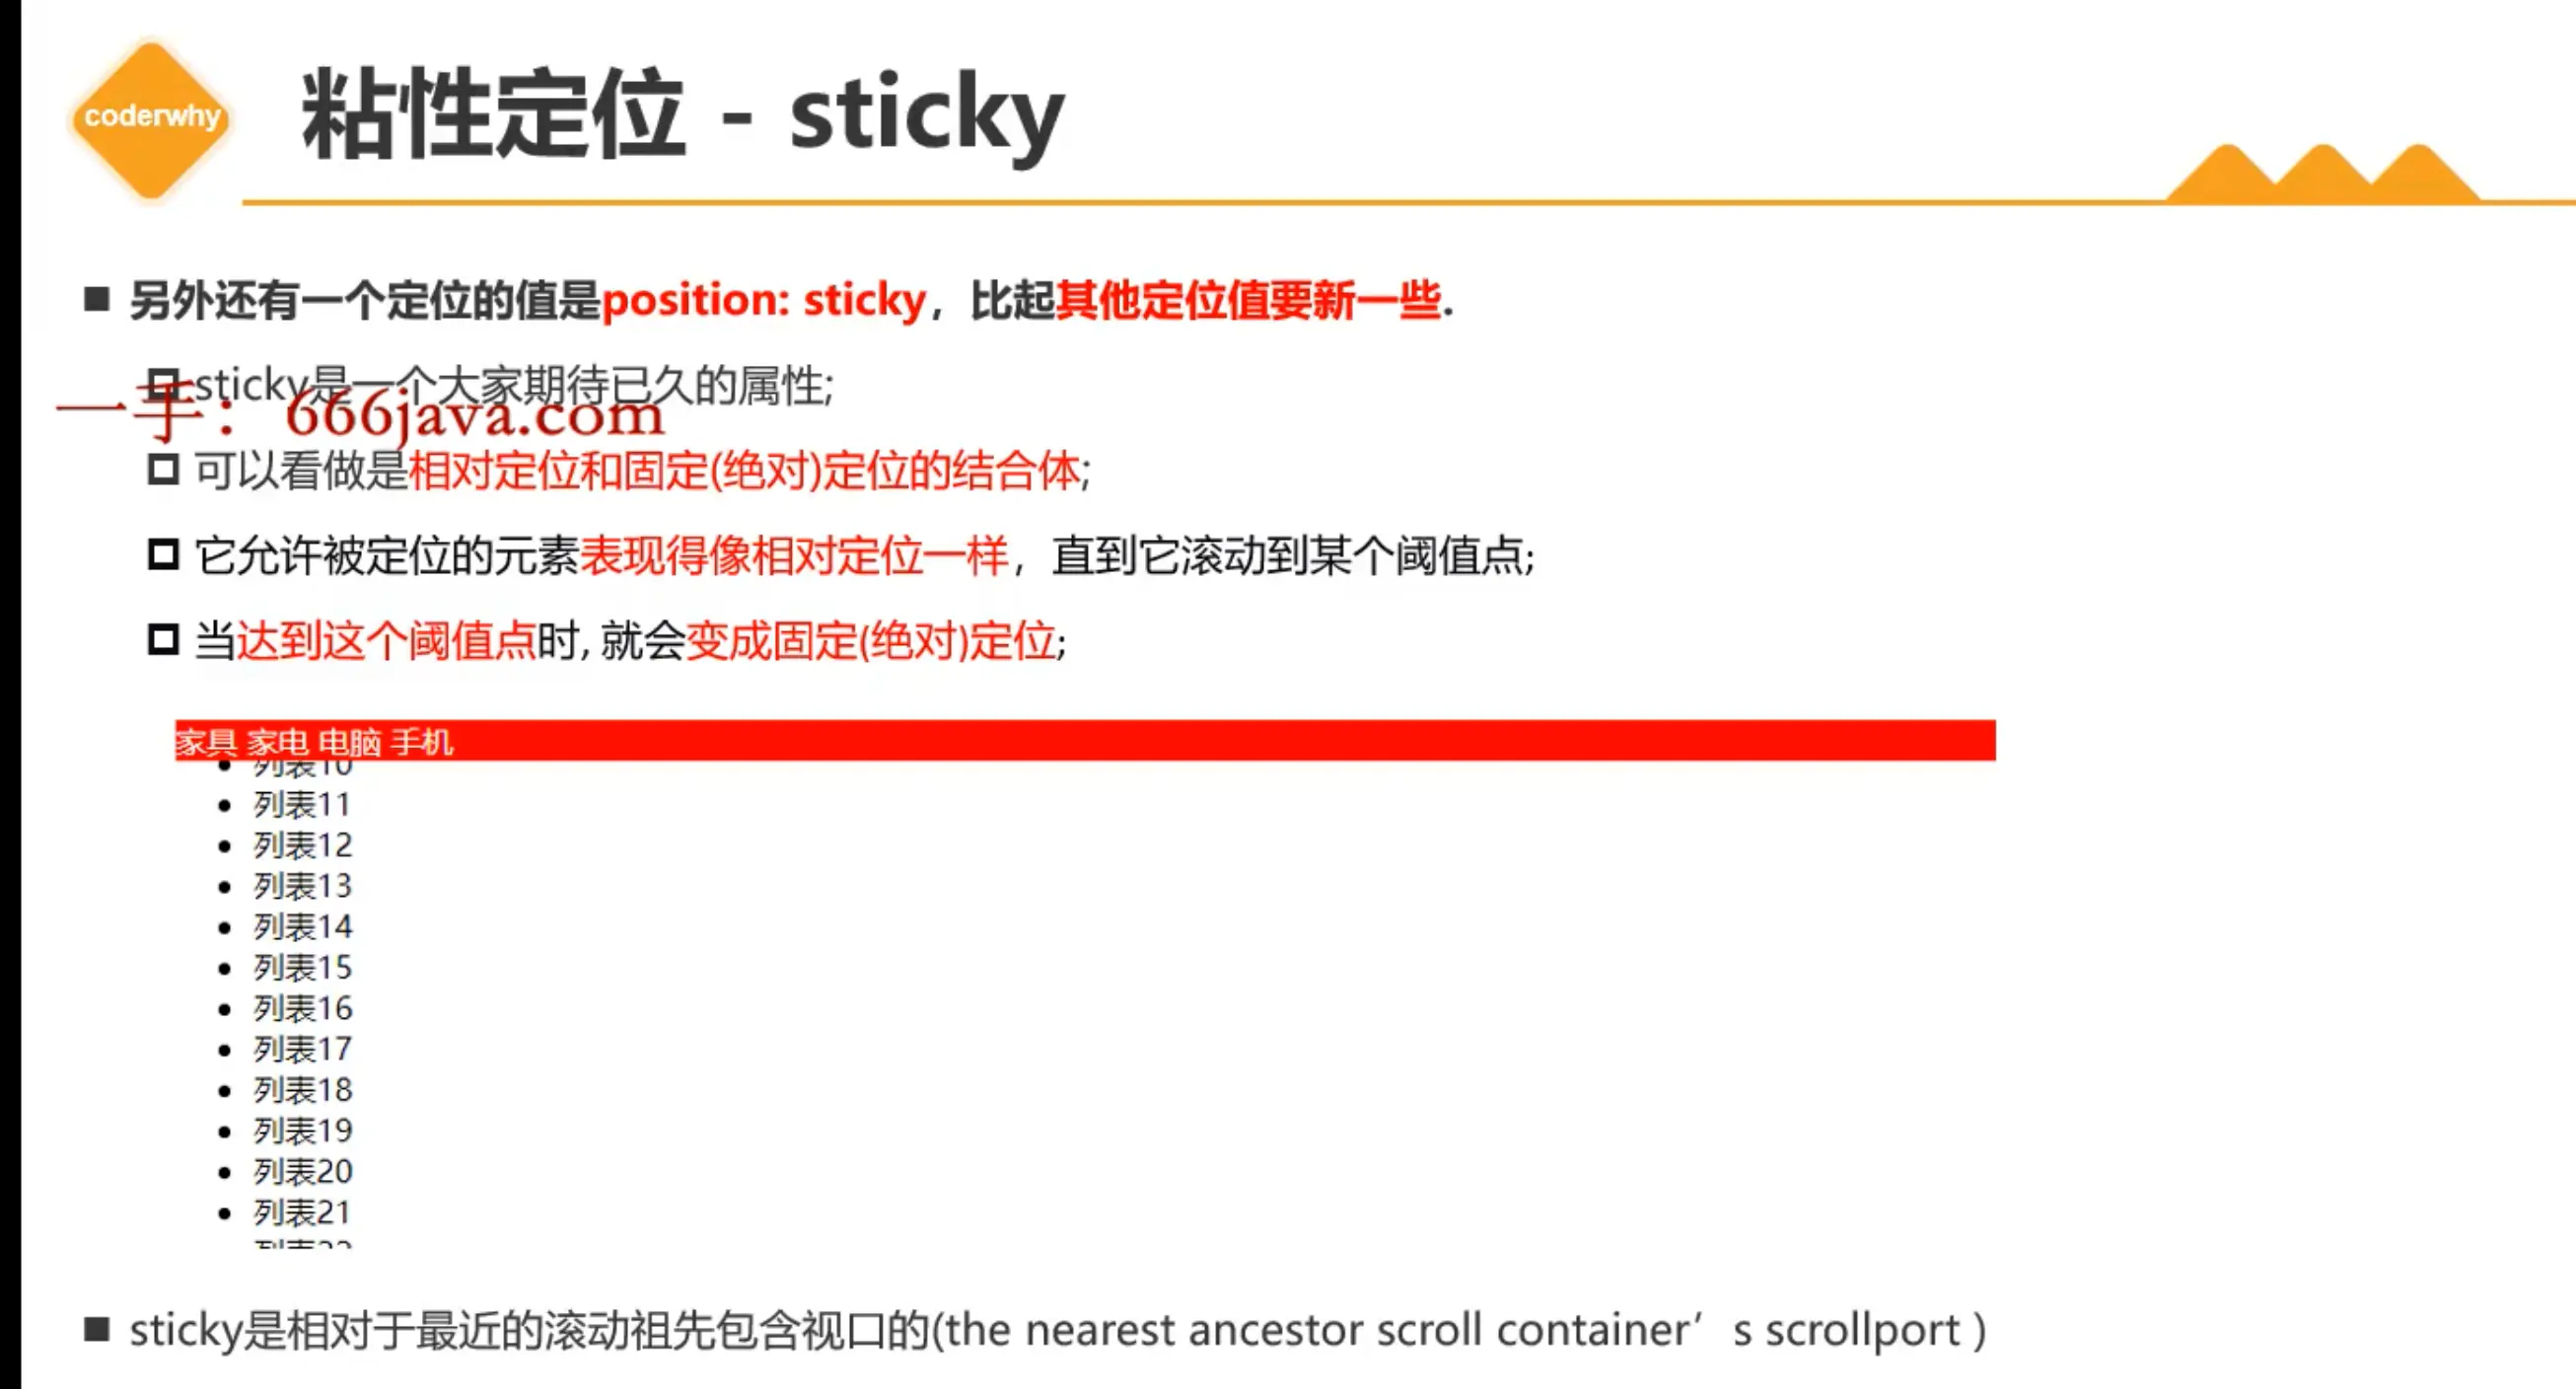 coderwhy
粘性定位 - sticky
■ 另外还有一个定位的值是position: sticky，比起其他定位值要新一些.
sticky是一个大家期待已久的属性;
一手：666java.com
可以看做是相对定位和固定(绝对)定位的结合体;
它允许被定位的元素表现得像相对定位一样，直到它滚动到某个阈值点;
当达到这个阈值点时, 就会变成固定(绝对)定位;
家具 家电 电脑 手机
• 列表10
• 列表11
• 列表12
• 列表13
• 列表14
• 列表15
• 列表16
• 列表17
• 列表18
• 列表19
• 列表20
• 列表21
■ sticky是相对于最近的滚动祖先包含视口的(the nearest ancestor scroll container’s scrollport )